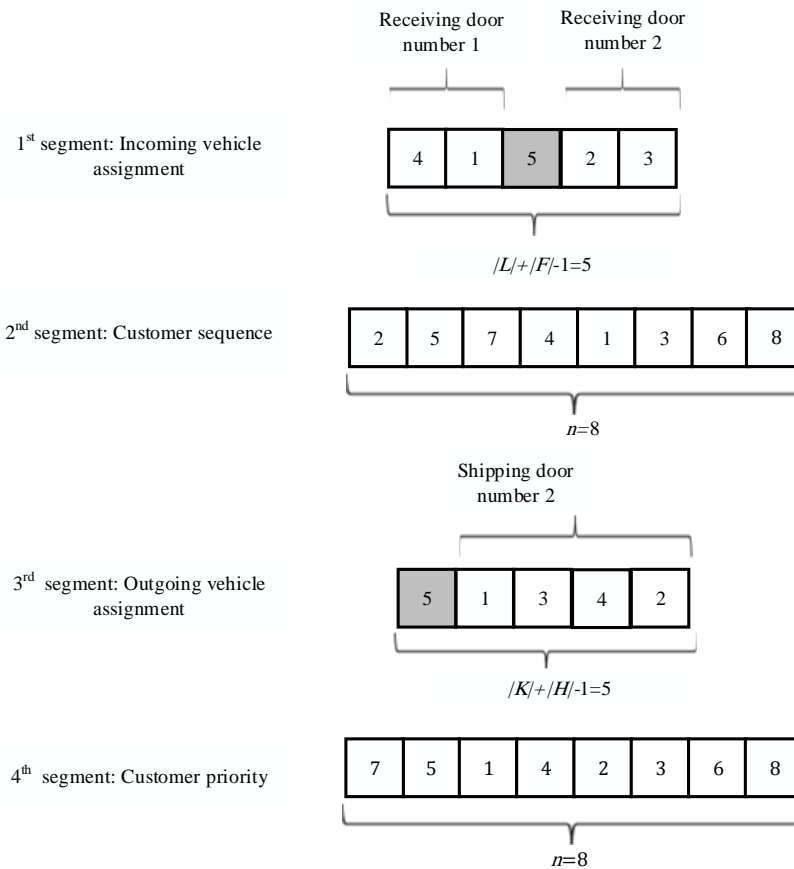 Receiving door
number 1
Receiving door
number 2
1st segment: Incoming vehicle
assignment
4 1 5 2 3
/L/+/F/-1=5
2nd segment: Customer sequence
2 5 7 4 1 3 6 8
n=8
Shipping door
number 2
3rd segment: Outgoing vehicle
assignment
5 1 3 4 2
/K/+/H/-1=5
4th segment: Customer priority
7 5 1 4 2 3 6 8
n=8